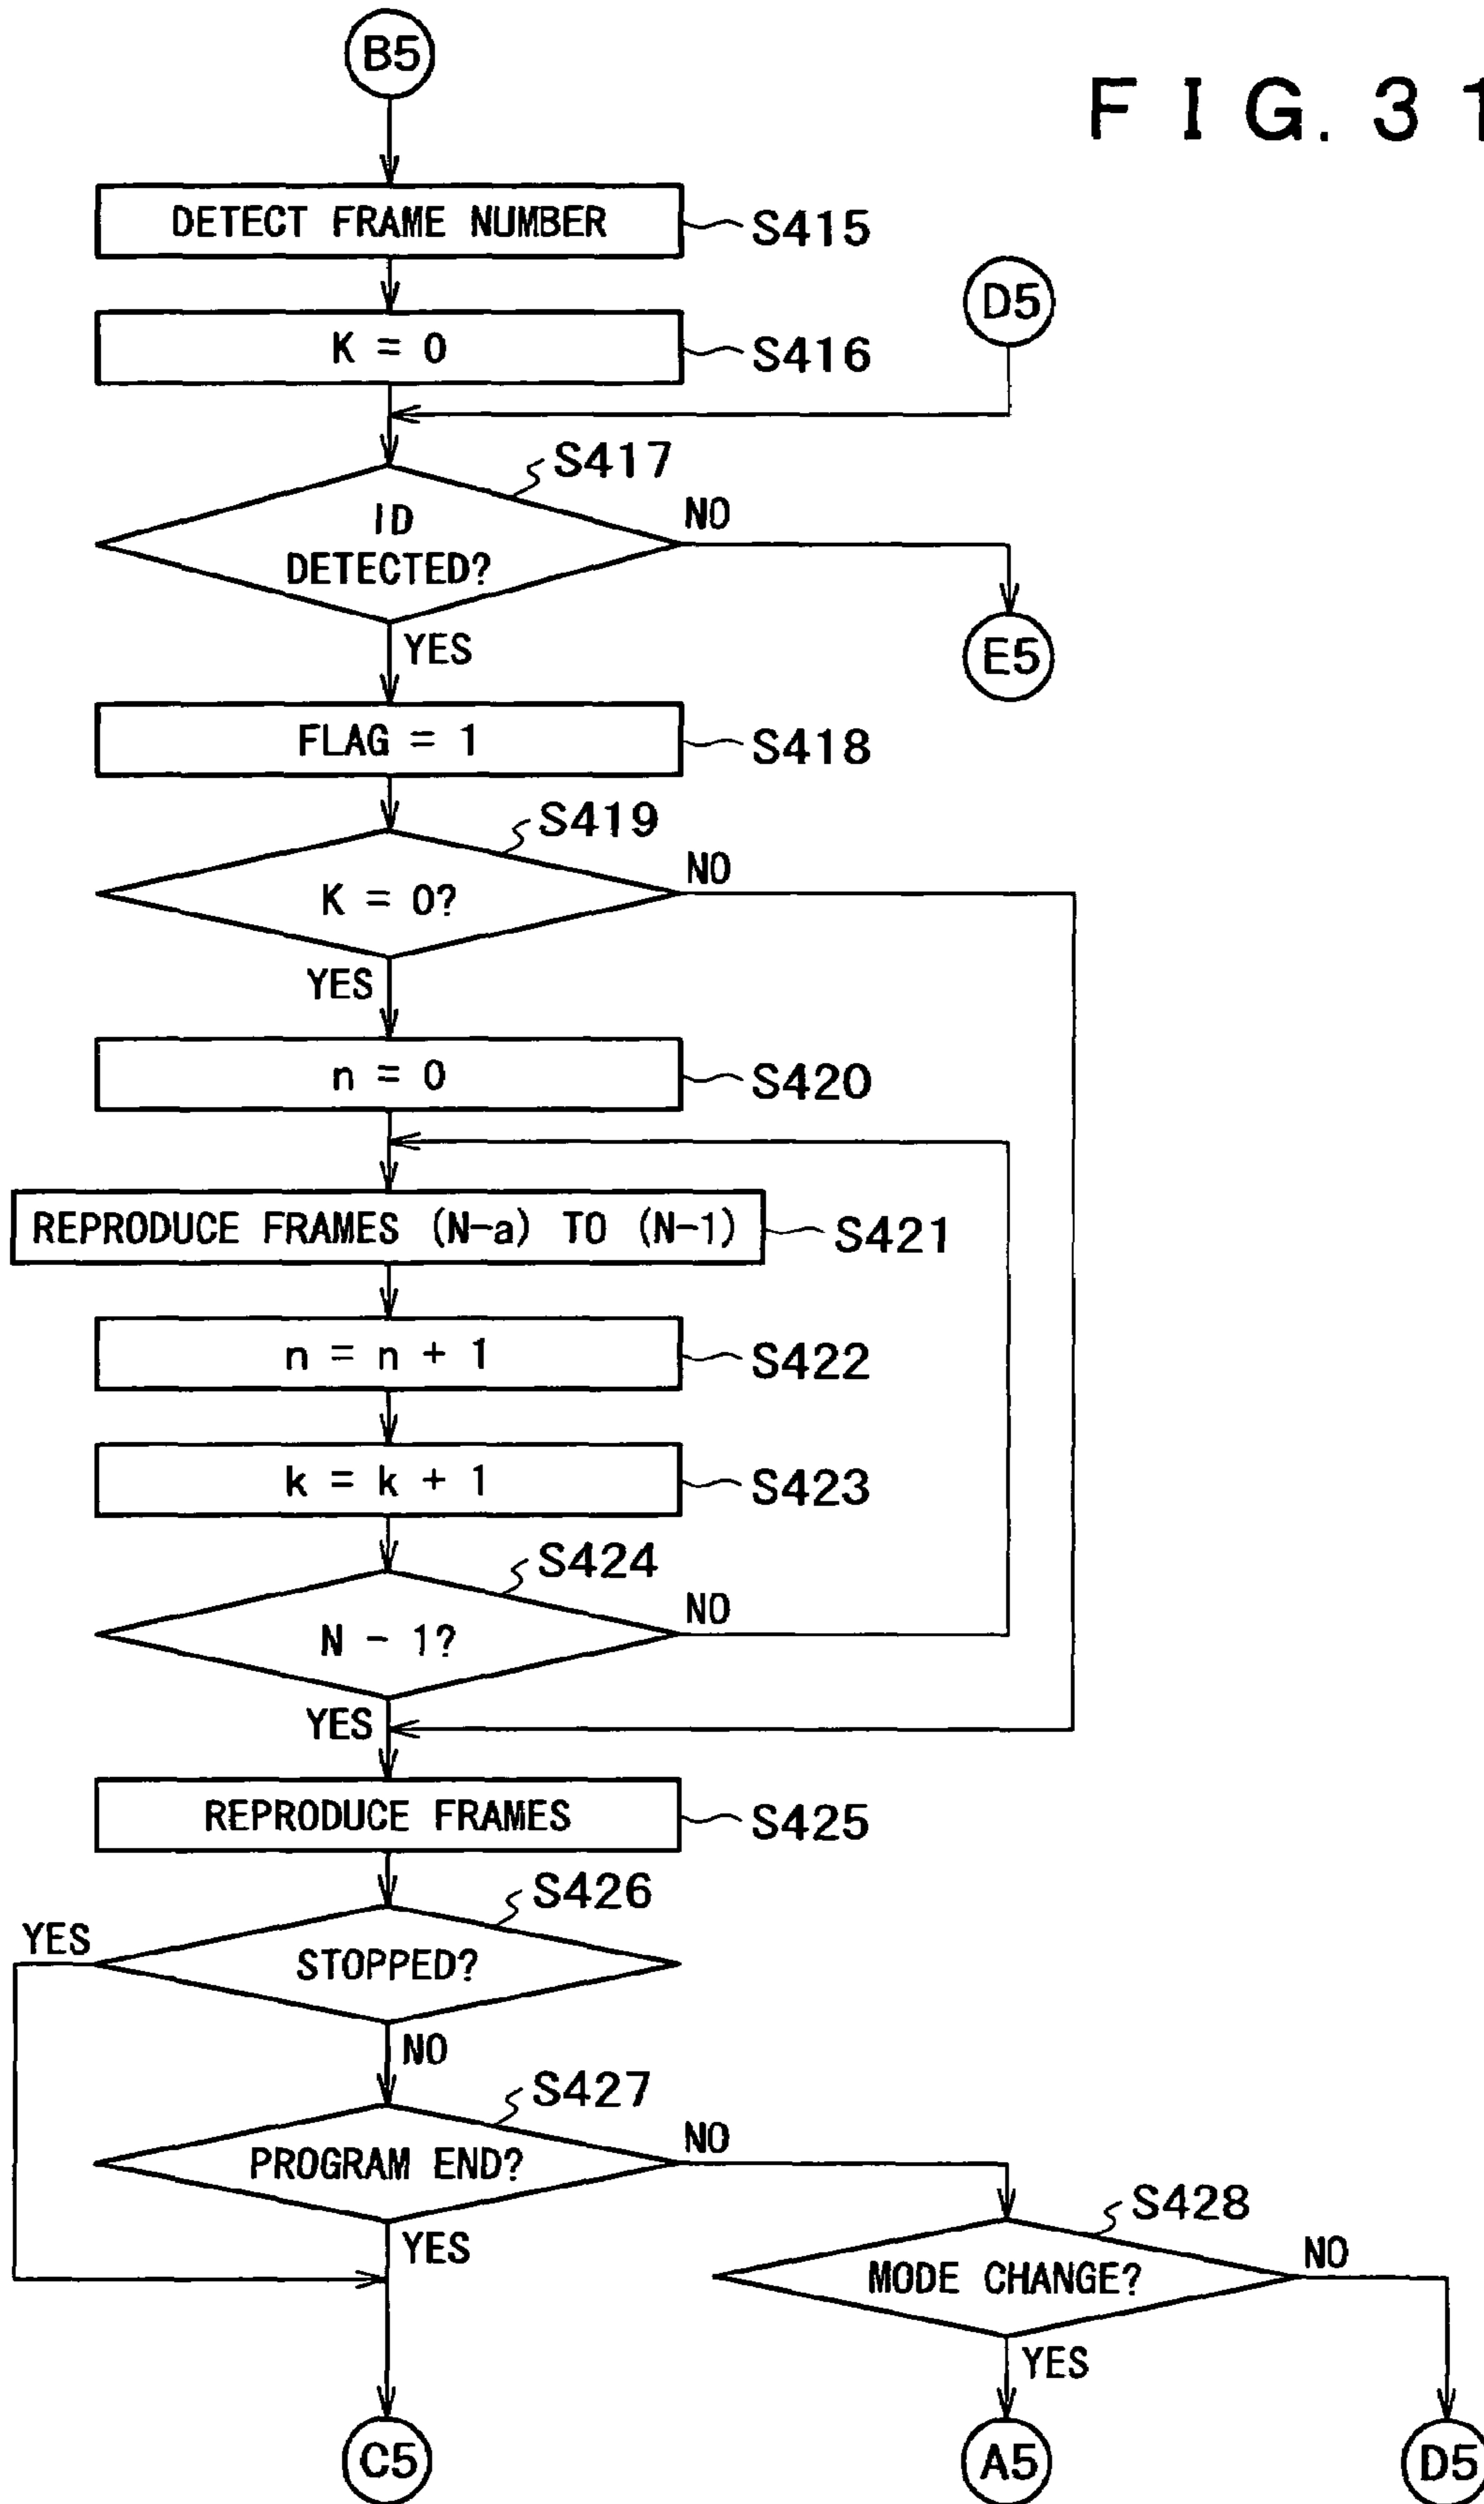 B5
F I G. 3 1
DETECT FRAME NUMBER
S415
D5
K = 0
S416
S417
ID
DETECTED?
NO
YES
E5
FLAG = 1
S418
S419
K = 0?
NO
YES
n = 0
S420
REPRODUCE FRAMES (N-a) TO (N-1)
S421
n = n + 1
S422
k = k + 1
S423
S424
N - 1?
NO
YES
REPRODUCE FRAMES
S425
S426
YES
STOPPED?
NO
S427
PROGRAM END?
NO
YES
S428
MODE CHANGE?
NO
YES
C5
A5
D5